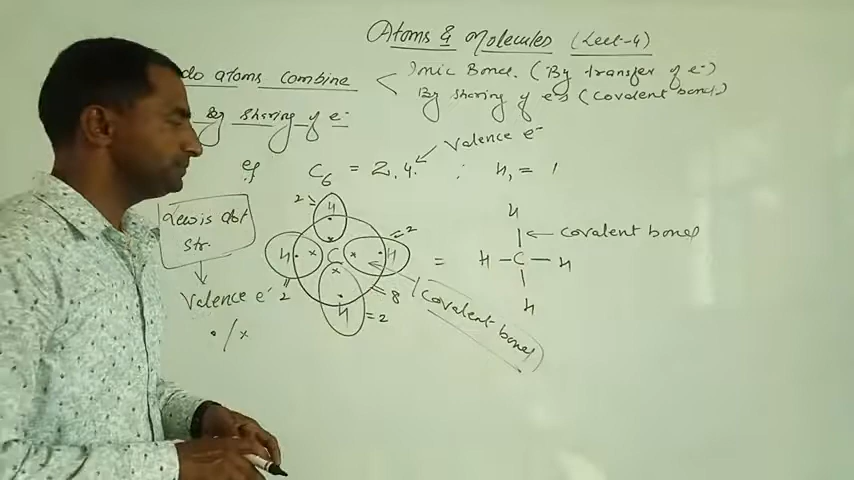 Atoms & Molecules (Lect-4)
do atoms combine
Ionic Bond. (By transfer of e-)
By sharing of e-s (Covalent bond)
By sharing of e-
eg C6 = 2,4. Valence e- ; H1 = 1
Lewis dot
str.
Valence e-
• / x
2 H
H C H = 2
2
8
H = 2
Covalent bond
=
H
H - C - H
H
Covalent bond